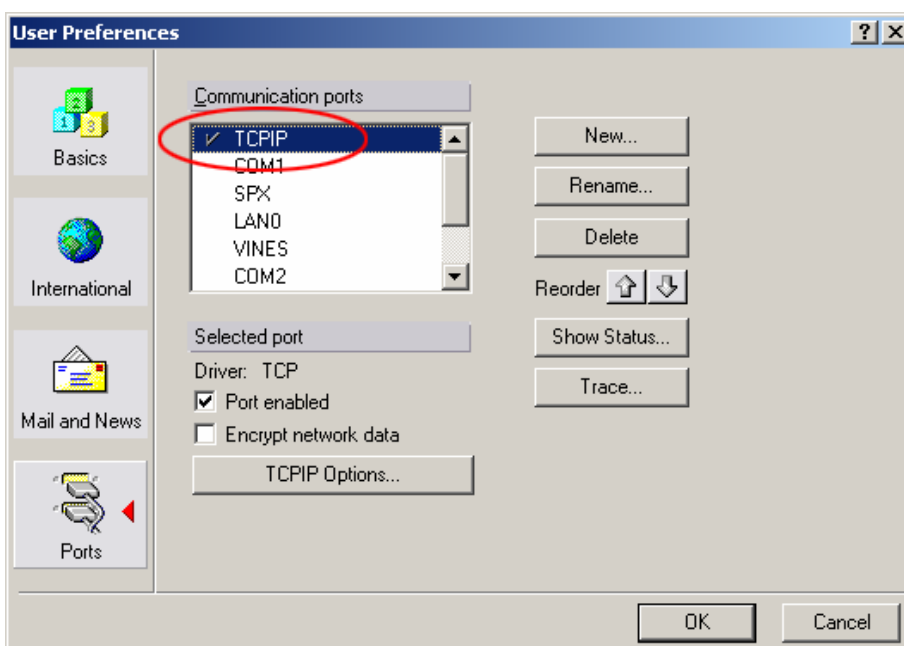 User Preferences
Basics
International
Mail and News
Ports
Communication ports
TCPIP
COM1
SPX
LAN0
VINES
COM2
New...
Rename...
Delete
Reorder
Show Status...
Trace...
Selected port
Driver: TCP
Port enabled
Encrypt network data
TCPIP Options...
OK
Cancel